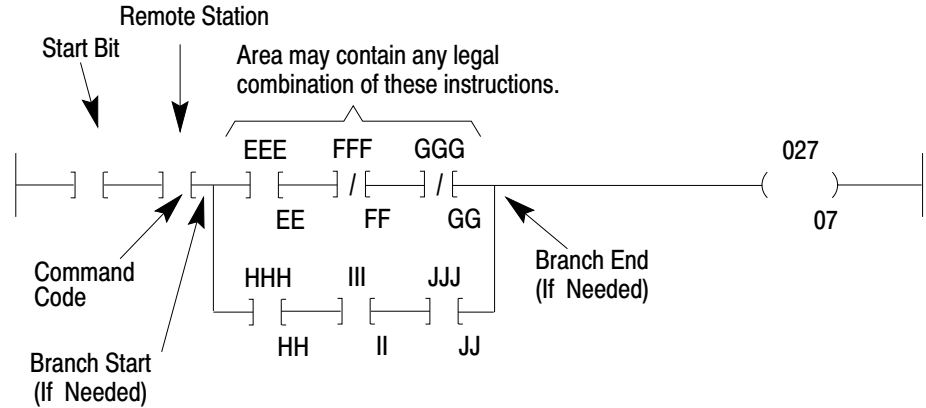 Remote Station
Start Bit
Area may contain any legal
combination of these instructions.
EEE FFF GGG 027
/ /
EE FF GG 07
Command
Code
HHH III JJJ
Branch End
(If Needed)
HH II JJ
Branch Start
(If Needed)